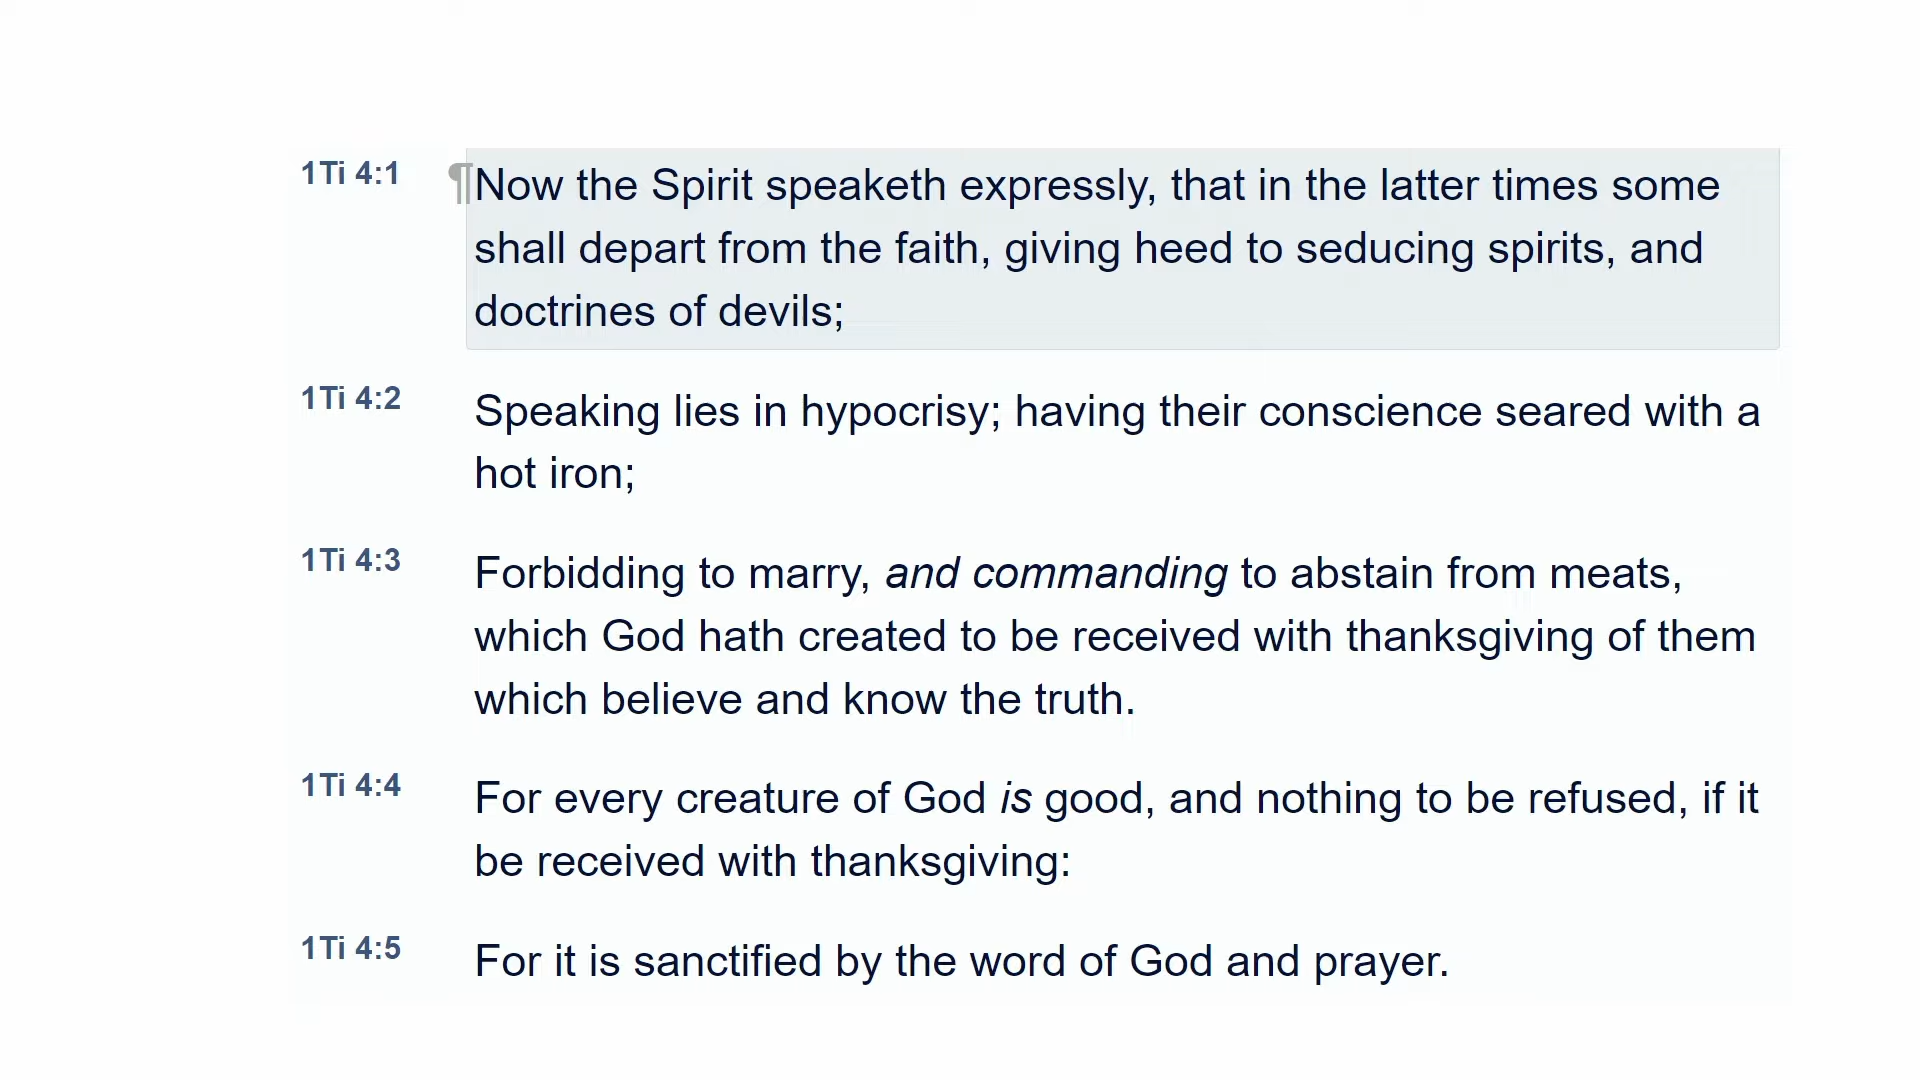 1Ti 4:1 ¶Now the Spirit speaketh expressly, that in the latter times some
shall depart from the faith, giving heed to seducing spirits, and
doctrines of devils;
1Ti 4:2 Speaking lies in hypocrisy; having their conscience seared with a
hot iron;
1Ti 4:3 Forbidding to marry, and commanding to abstain from meats,
which God hath created to be received with thanksgiving of them
which believe and know the truth.
1Ti 4:4 For every creature of God is good, and nothing to be refused, if it
be received with thanksgiving:
1Ti 4:5 For it is sanctified by the word of God and prayer.